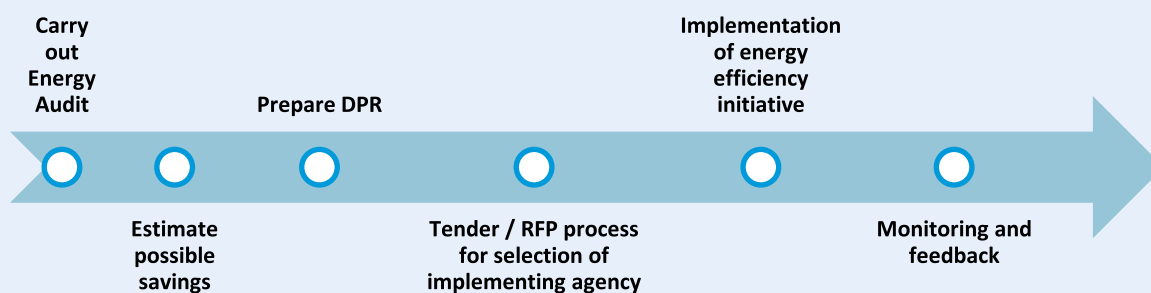 Carry
out
Energy
Audit
Estimate
possible
savings
Prepare DPR
Tender / RFP process
for selection of
implementing agency
Implementation
of energy
efficiency
initiative
Monitoring and
feedback